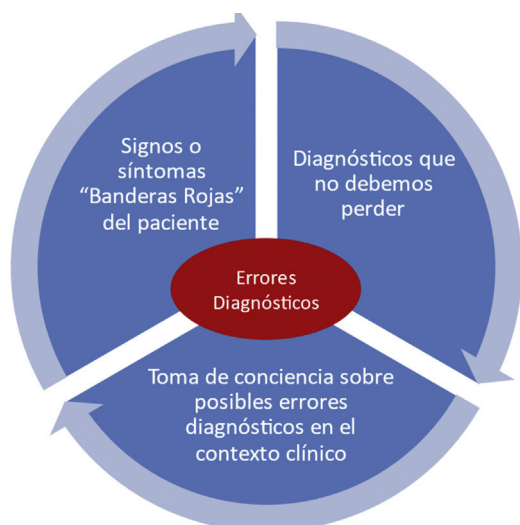 Signos o
síntomas
“Banderas Rojas”
del paciente
Diagnósticos que
no debemos
perder
Errores
Diagnósticos
Toma de conciencia sobre
posibles errores
diagnósticos en el
contexto clínico